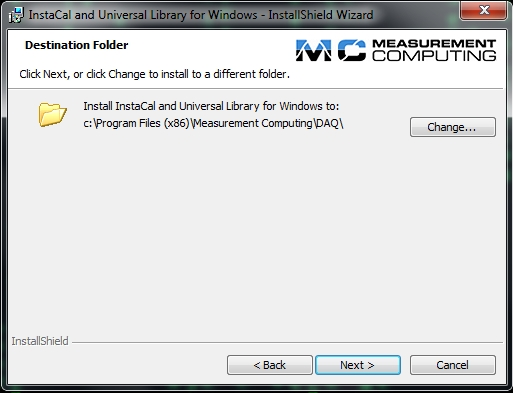 InstaCal and Universal Library for Windows - InstallShield Wizard
Destination Folder
MC MEASUREMENT
COMPUTING
Click Next, or click Change to install to a different folder.
Install InstaCal and Universal Library for Windows to:
c:\Program Files (x86)\Measurement Computing\DAQ\
Change...
InstallShield
< Back
Next >
Cancel